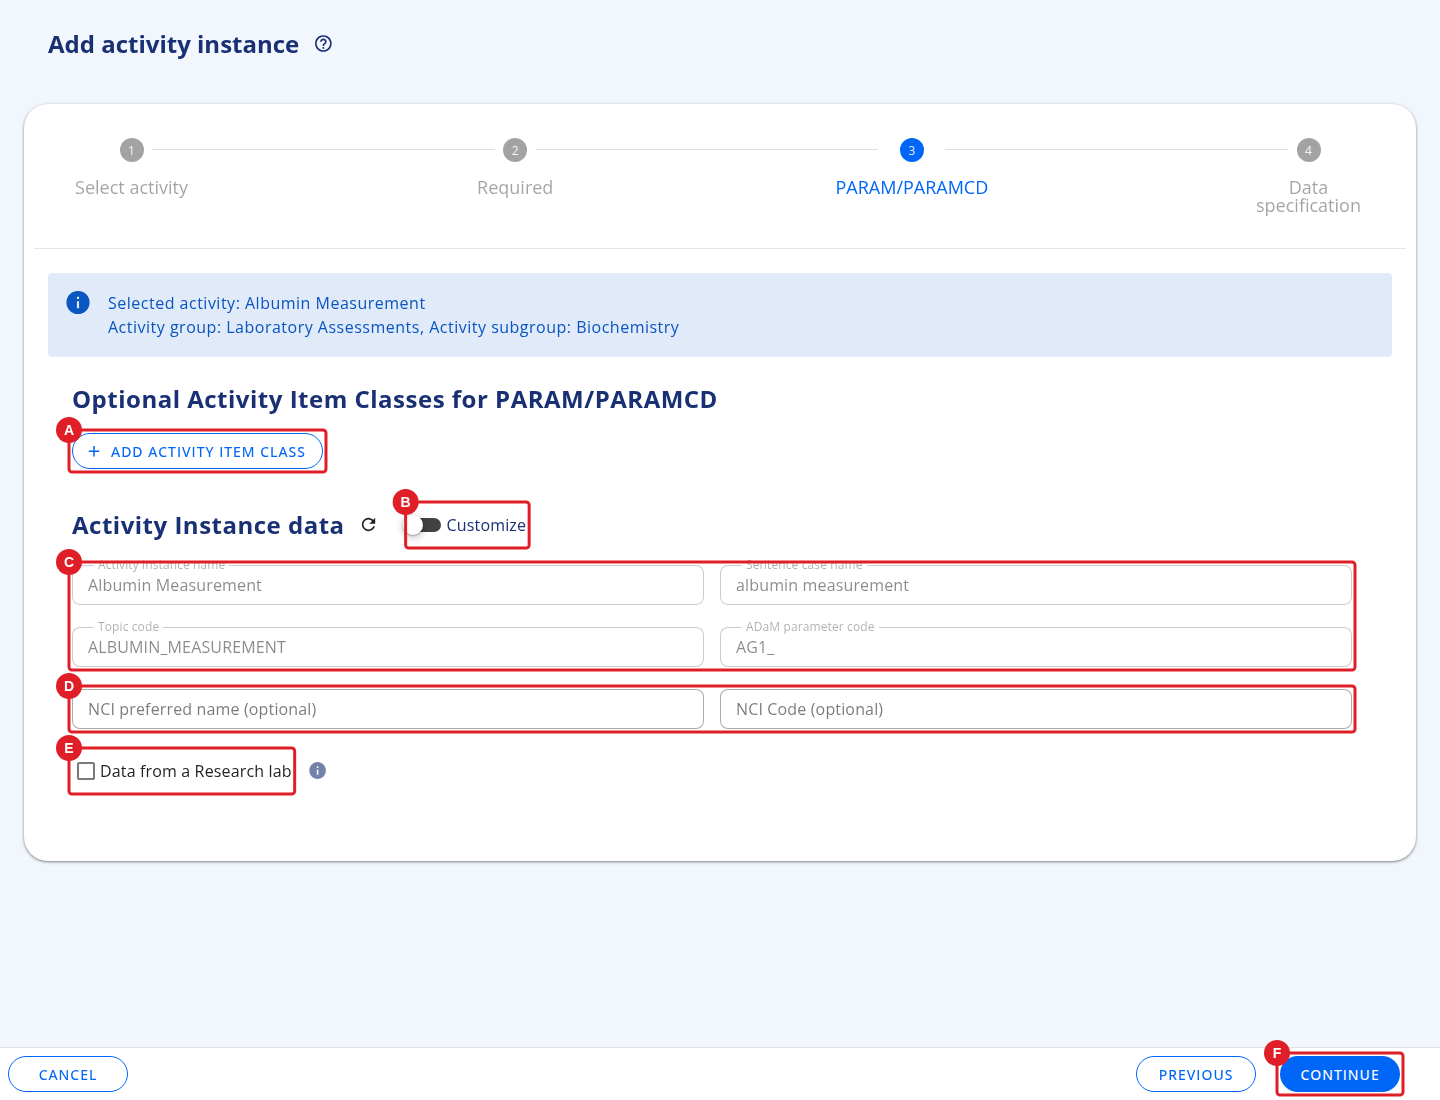 Add activity instance
1
2
3
4
Select activity
Required
PARAM/PARAMCD
Data
specification
Selected activity: Albumin Measurement
Activity group: Laboratory Assessments, Activity subgroup: Biochemistry
Optional Activity Item Classes for PARAM/PARAMCD
A
+ ADD ACTIVITY ITEM CLASS
B
Activity Instance data
Customize
C
Activity instance name
Sentence case name
Albumin Measurement
albumin measurement
Topic code
ADaM parameter code
ALBUMIN_MEASUREMENT
AG1_
D
NCI preferred name (optional)
NCI Code (optional)
E
Data from a Research lab
F
CANCEL
PREVIOUS
CONTINUE